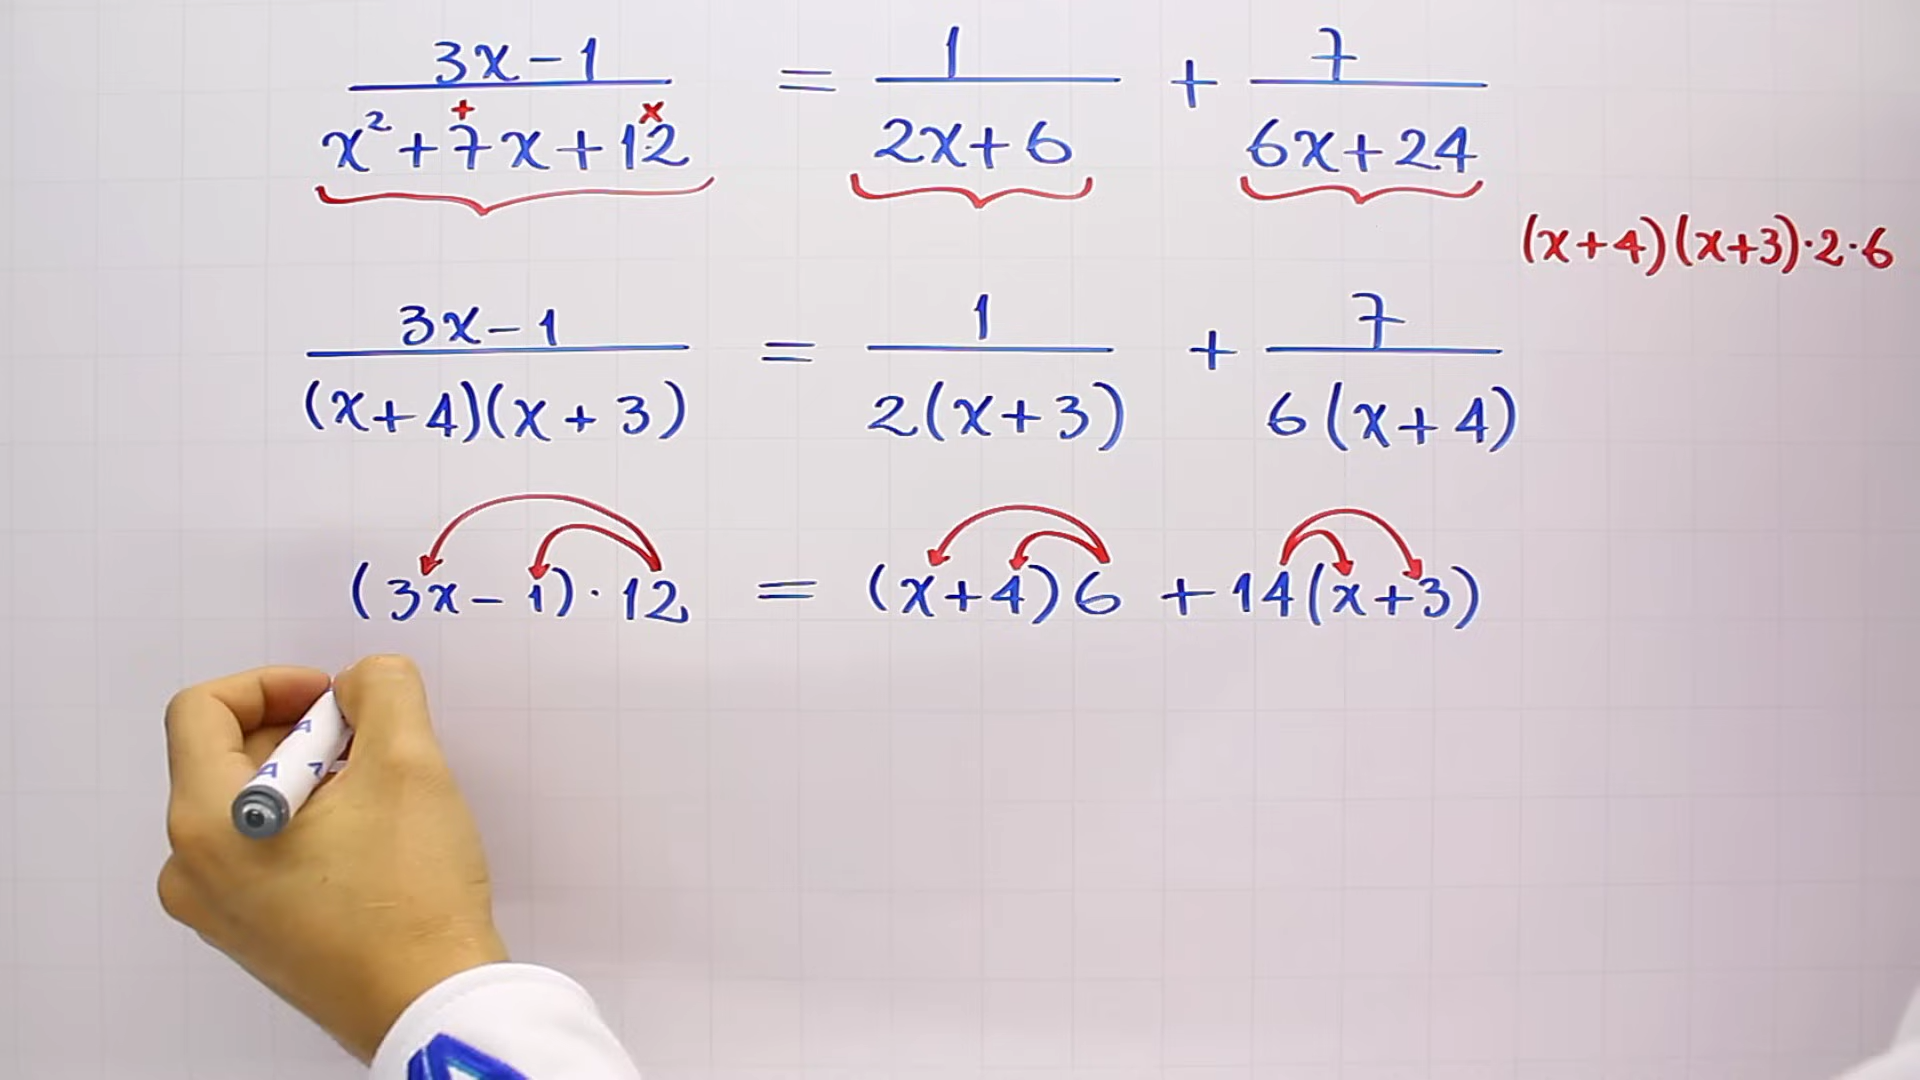 3x-1 = 1 + 7
+ x
x²+7x+12 2x+6 6x+24
(x+4)(x+3)·2·6
3x-1 = 1 + 7
(x+4)(x+3) 2(x+3) 6(x+4)
(3x-1)·12 = (x+4)6 + 14(x+3)